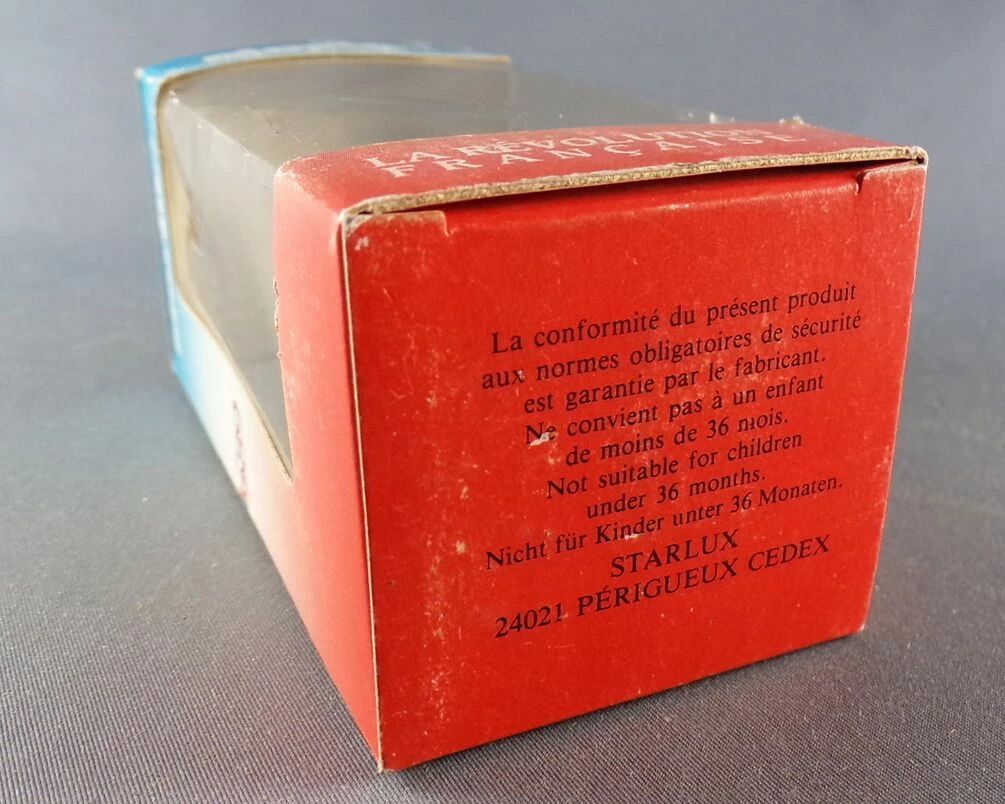 LA RÉVOLUTION
FRANÇAISE
La conformité du présent produit
aux normes obligatoires de sécurité
est garantie par le fabricant.
Ne convient pas à un enfant
de moins de 36 mois.
Not suitable for children
under 36 months.
Nicht für Kinder unter 36 Monaten.
STARLUX
24021 PÉRIGUEUX CEDEX